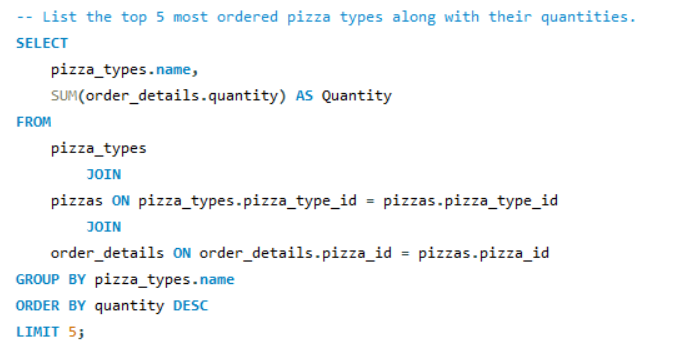 -- List the top 5 most ordered pizza types along with their quantities.
SELECT
    pizza_types.name,
    SUM(order_details.quantity) AS Quantity
FROM
    pizza_types
        JOIN
    pizzas ON pizza_types.pizza_type_id = pizzas.pizza_type_id
        JOIN
    order_details ON order_details.pizza_id = pizzas.pizza_id
GROUP BY pizza_types.name
ORDER BY quantity DESC
LIMIT 5;